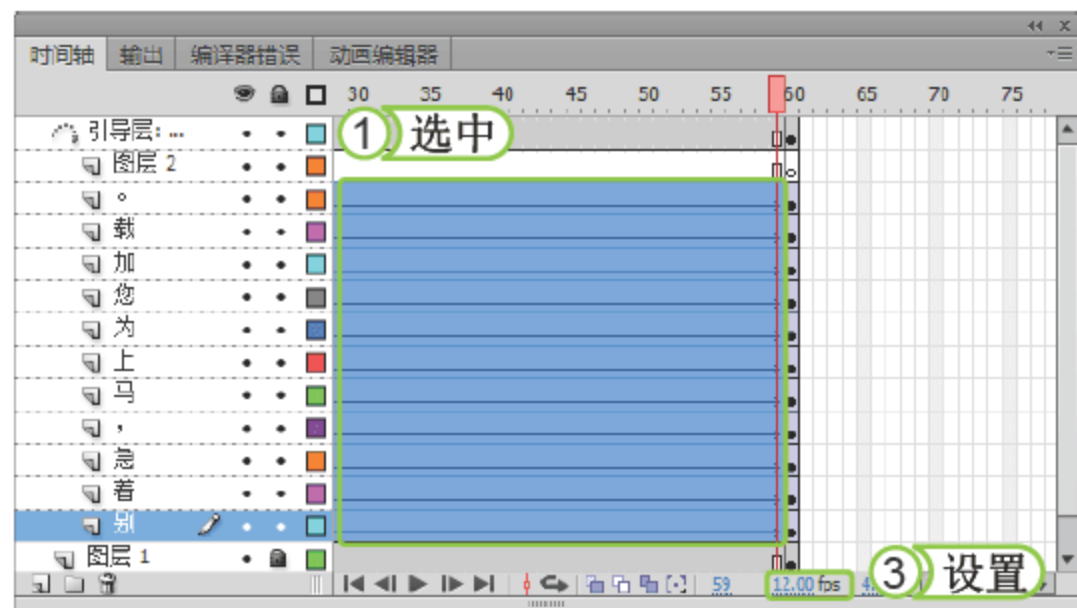 时间轴 输出 编译器错误 动画编辑器
30 35 40 45 50 55 60 65 70 75
① 选中
引导层: ...
图层 2
。
载
加
您
为
上
马
，
急
着
别
图层 1
59 12.00 fps
③ 设置